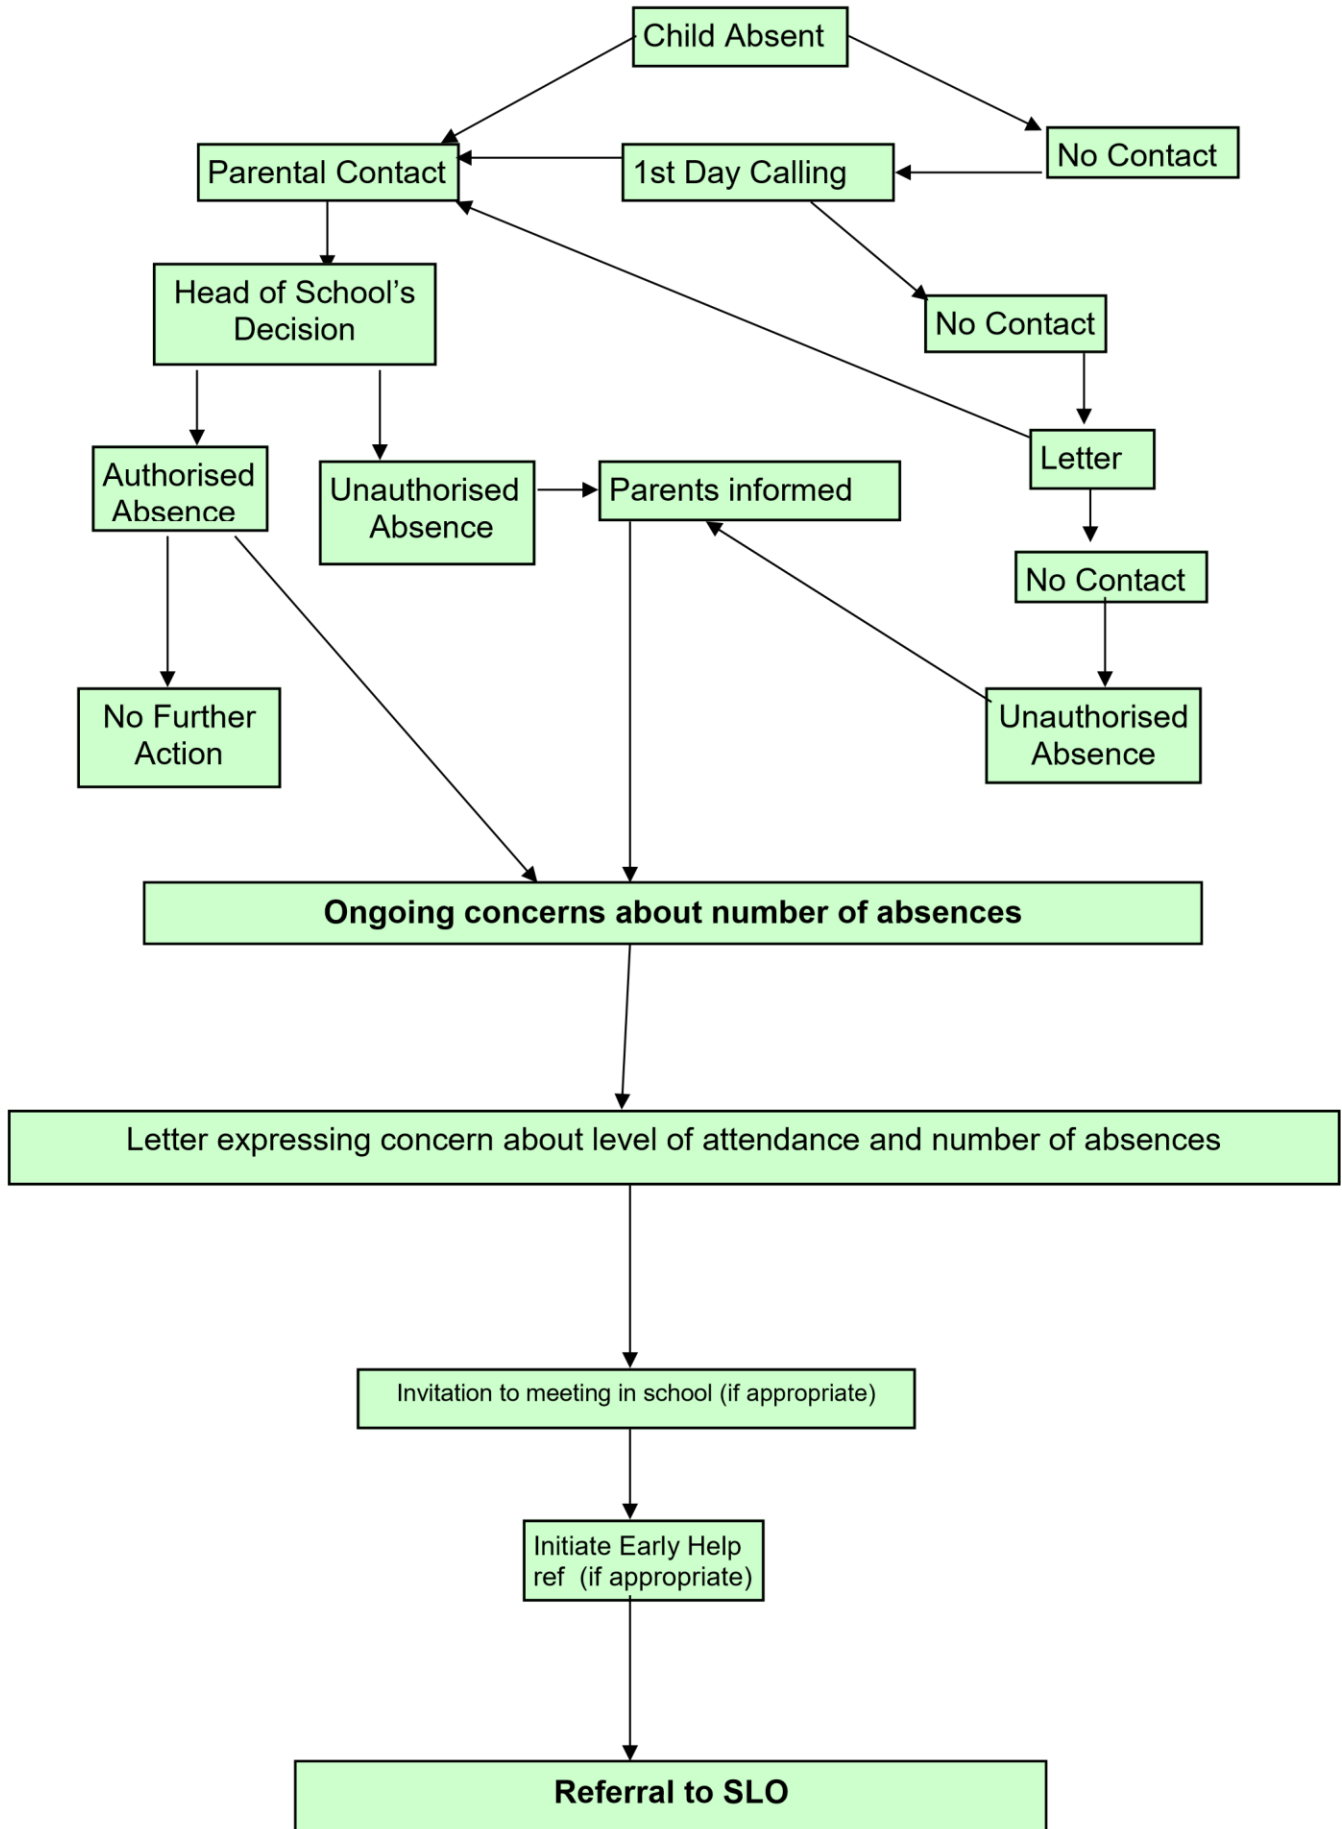 Child Absent
No Contact
Parental Contact
1st Day Calling
Head of School’s
Decision
No Contact
Letter
Authorised
Absence
Unauthorised
Absence
Parents informed
No Contact
No Further
Action
Unauthorised
Absence
Ongoing concerns about number of absences
Letter expressing concern about level of attendance and number of absences
Invitation to meeting in school (if appropriate)
Initiate Early Help
ref (if appropriate)
Referral to SLO